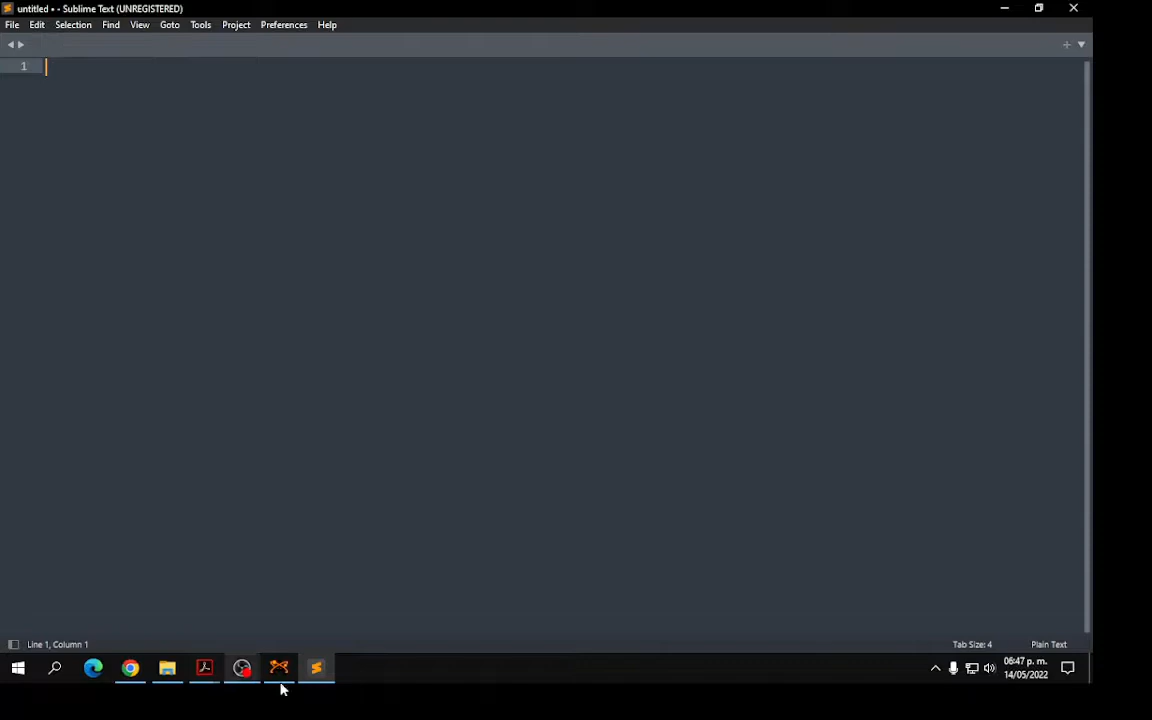 untitled • - Sublime Text (UNREGISTERED)
File Edit Selection Find View Goto Tools Project Preferences Help
1
Line 1, Column 1 Tab Size: 4 Plain Text
06:47 p. m.
14/05/2022